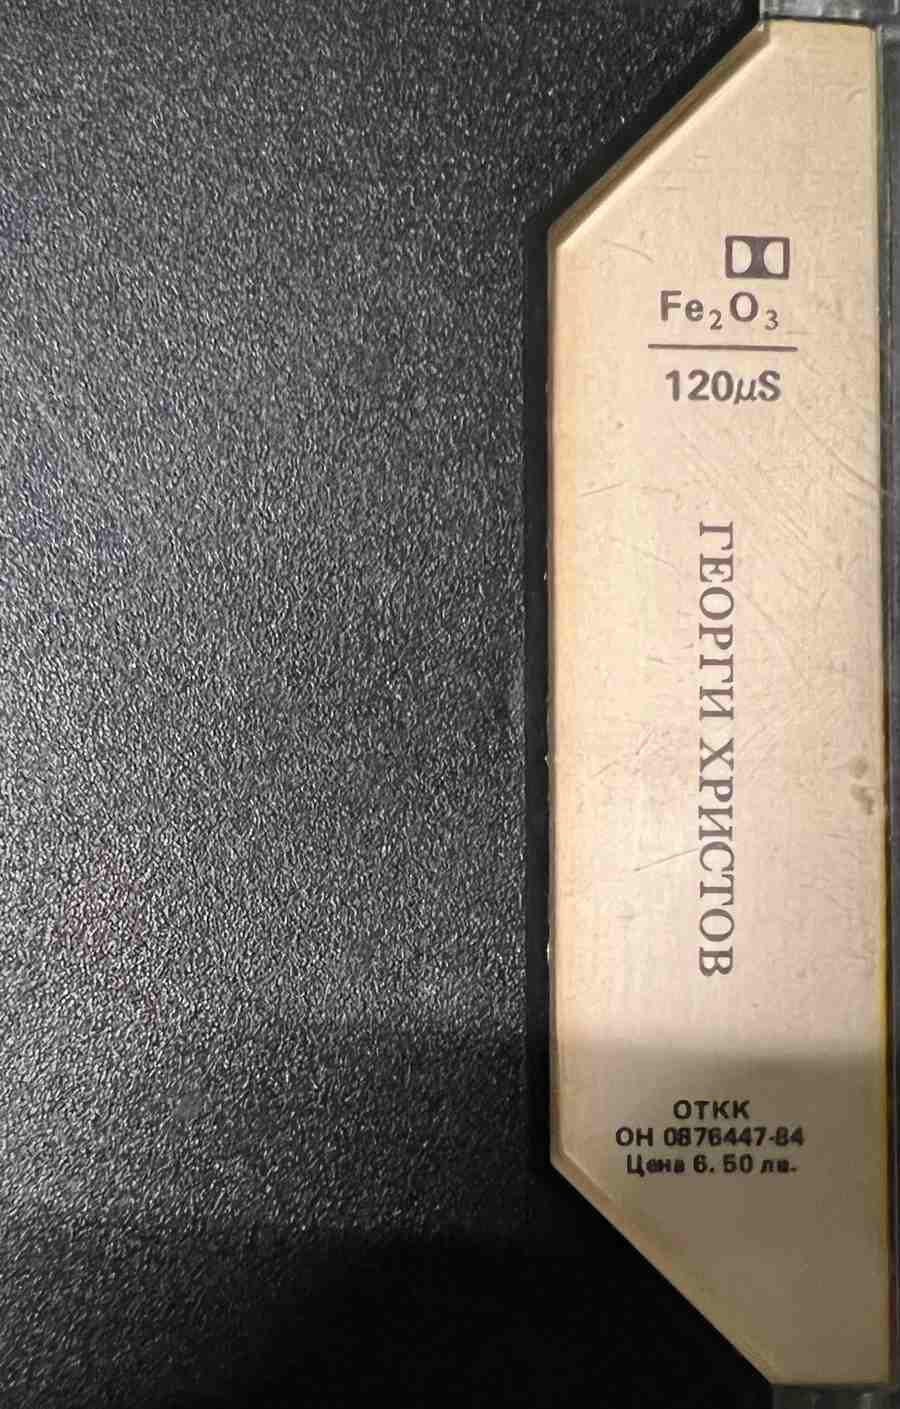 Fe₂O₃
120µS
ГЕОРГИ ХРИСТОВ
ОТКК
ОН 0876447-84
Цена 6.50 лв.